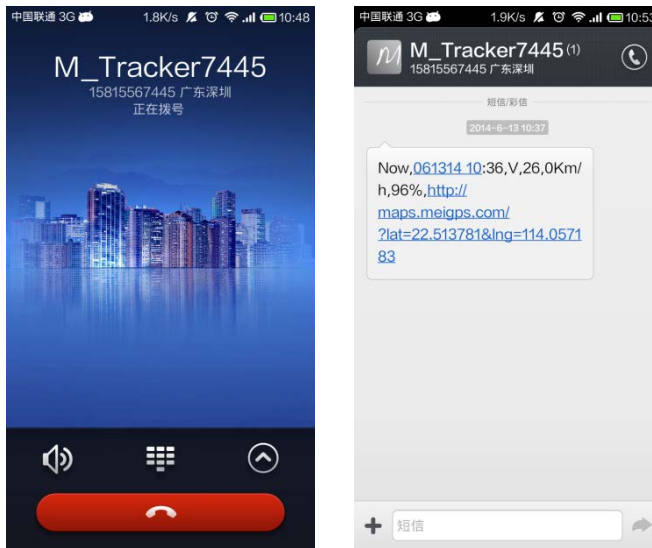 中国联通 3G 1.8K/s 10:48
M_Tracker7445
15815567445 广东深圳
正在拨号
中国联通 3G 1.9K/s 10:53
M_Tracker7445(1)
15815567445 广东深圳
短信/彩信
2014-6-13 10:37
Now,061314 10:36,V,26,0Km/
h,96%,http://
maps.meigps.com/
?lat=22.513781&lng=114.0571
83
短信